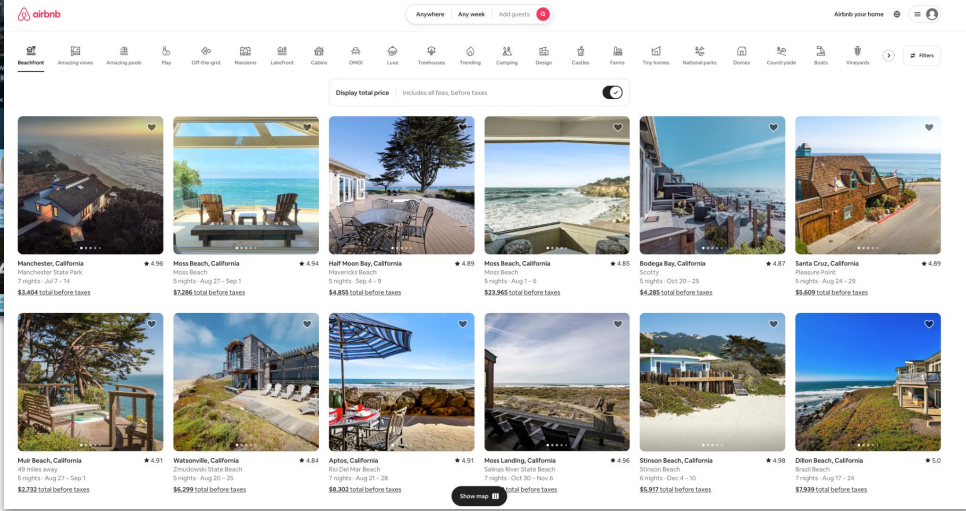 airbnb
Anywhere Any week Add guests
Airbnb your home
Beachfront Amazing views Amazing pools Play Off-the-grid Mansions Lakefront Cabins OMG! Luxe Treehouses Trending Camping Design Castles Farms Tiny homes National parks Domes Countryside Boats Vineyards Filters
Display total price Includes all fees, before taxes
Manchester, California 4.96
Manchester State Park
7 nights · Jul 7 – 14
$3,404 total before taxes
Moss Beach, California 4.94
Moss Beach
5 nights · Aug 27 – Sep 1
$7,286 total before taxes
Half Moon Bay, California 4.89
Mavericks Beach
5 nights · Sep 4 – 9
$4,855 total before taxes
Moss Beach, California 4.85
Moss Beach
5 nights · Aug 1 – 6
$23,965 total before taxes
Bodega Bay, California 4.87
Scotty
5 nights · Oct 20 – 25
$4,285 total before taxes
Santa Cruz, California 4.89
Pleasure Point
5 nights · Aug 24 – 29
$5,609 total before taxes
Muir Beach, California 4.91
49 miles away
5 nights · Aug 27 – Sep 1
$2,732 total before taxes
Watsonville, California 4.84
Zmudowski State Beach
5 nights · Aug 20 – 25
$6,299 total before taxes
Aptos, California 4.91
Rio Del Mar Beach
7 nights · Aug 21 – 28
$8,302 total before taxes
Moss Landing, California 4.96
Salinas River State Beach
7 nights · Oct 30 – Nov 6
total before taxes
Stinson Beach, California 4.98
Stinson Beach
6 nights · Dec 4 – 10
$5,917 total before taxes
Dillon Beach, California 5.0
Brazil Beach
7 nights · Aug 17 – 24
$7,939 total before taxes
Show map